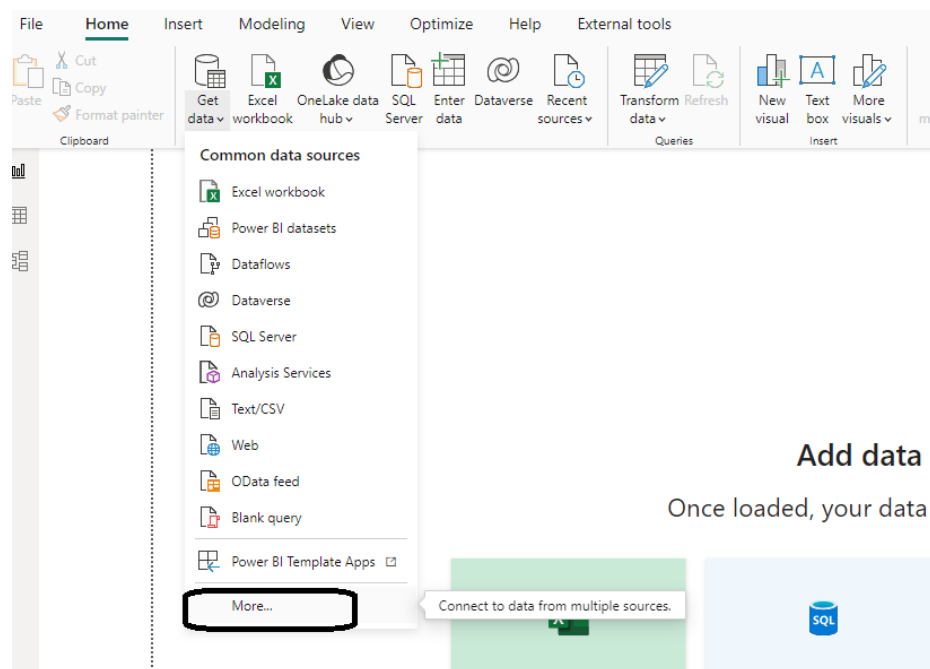 File Home Insert Modeling View Optimize Help External tools
Paste
Cut
Copy
Format painter
Clipboard
Get data
Excel workbook
OneLake data hub
SQL Server
Enter data
Dataverse
Recent sources
Transform data
Refresh
Queries
New visual
Text box
More visuals
Insert
Common data sources
Excel workbook
Power BI datasets
Dataflows
Dataverse
SQL Server
Analysis Services
Text/CSV
Web
OData feed
Blank query
Power BI Template Apps
More...
Connect to data from multiple sources.
Add data
Once loaded, your data
SQL